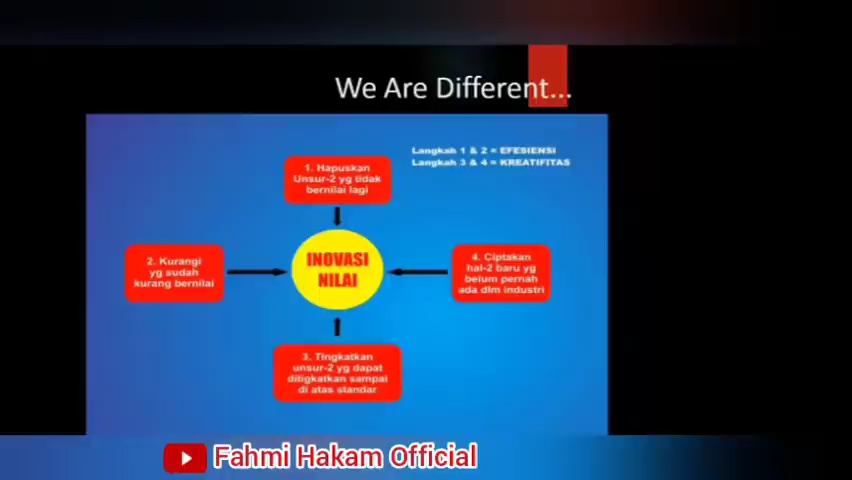 We Are Different...
Langkah 1 & 2 = EFESIENSI
Langkah 3 & 4 = KREATIFITAS
1. Hapuskan
Unsur-2 yg tidak
bernilai lagi
2. Kurangi
yg sudah
kurang bernilai
INOVASI
NILAI
4. Ciptakan
hal-2 baru yg
belum pernah
ada dlm industri
3. Tingkatkan
unsur-2 yg dapat
ditigkatkan sampai
di atas standar
Fahmi Hakam Official